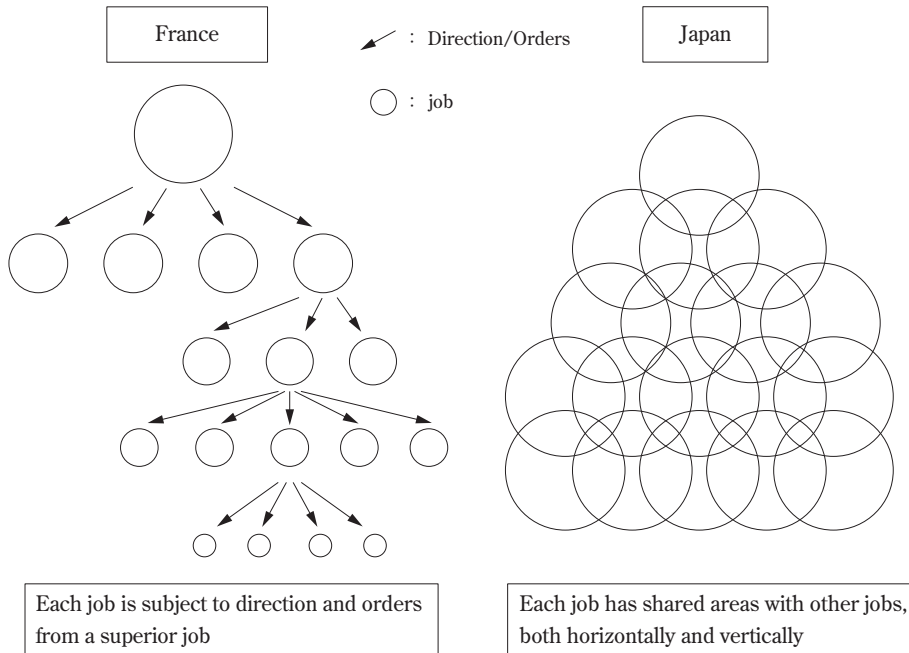 France
: Direction/Orders
: job
Japan
Each job is subject to direction and orders
from a superior job
Each job has shared areas with other jobs,
both horizontally and vertically